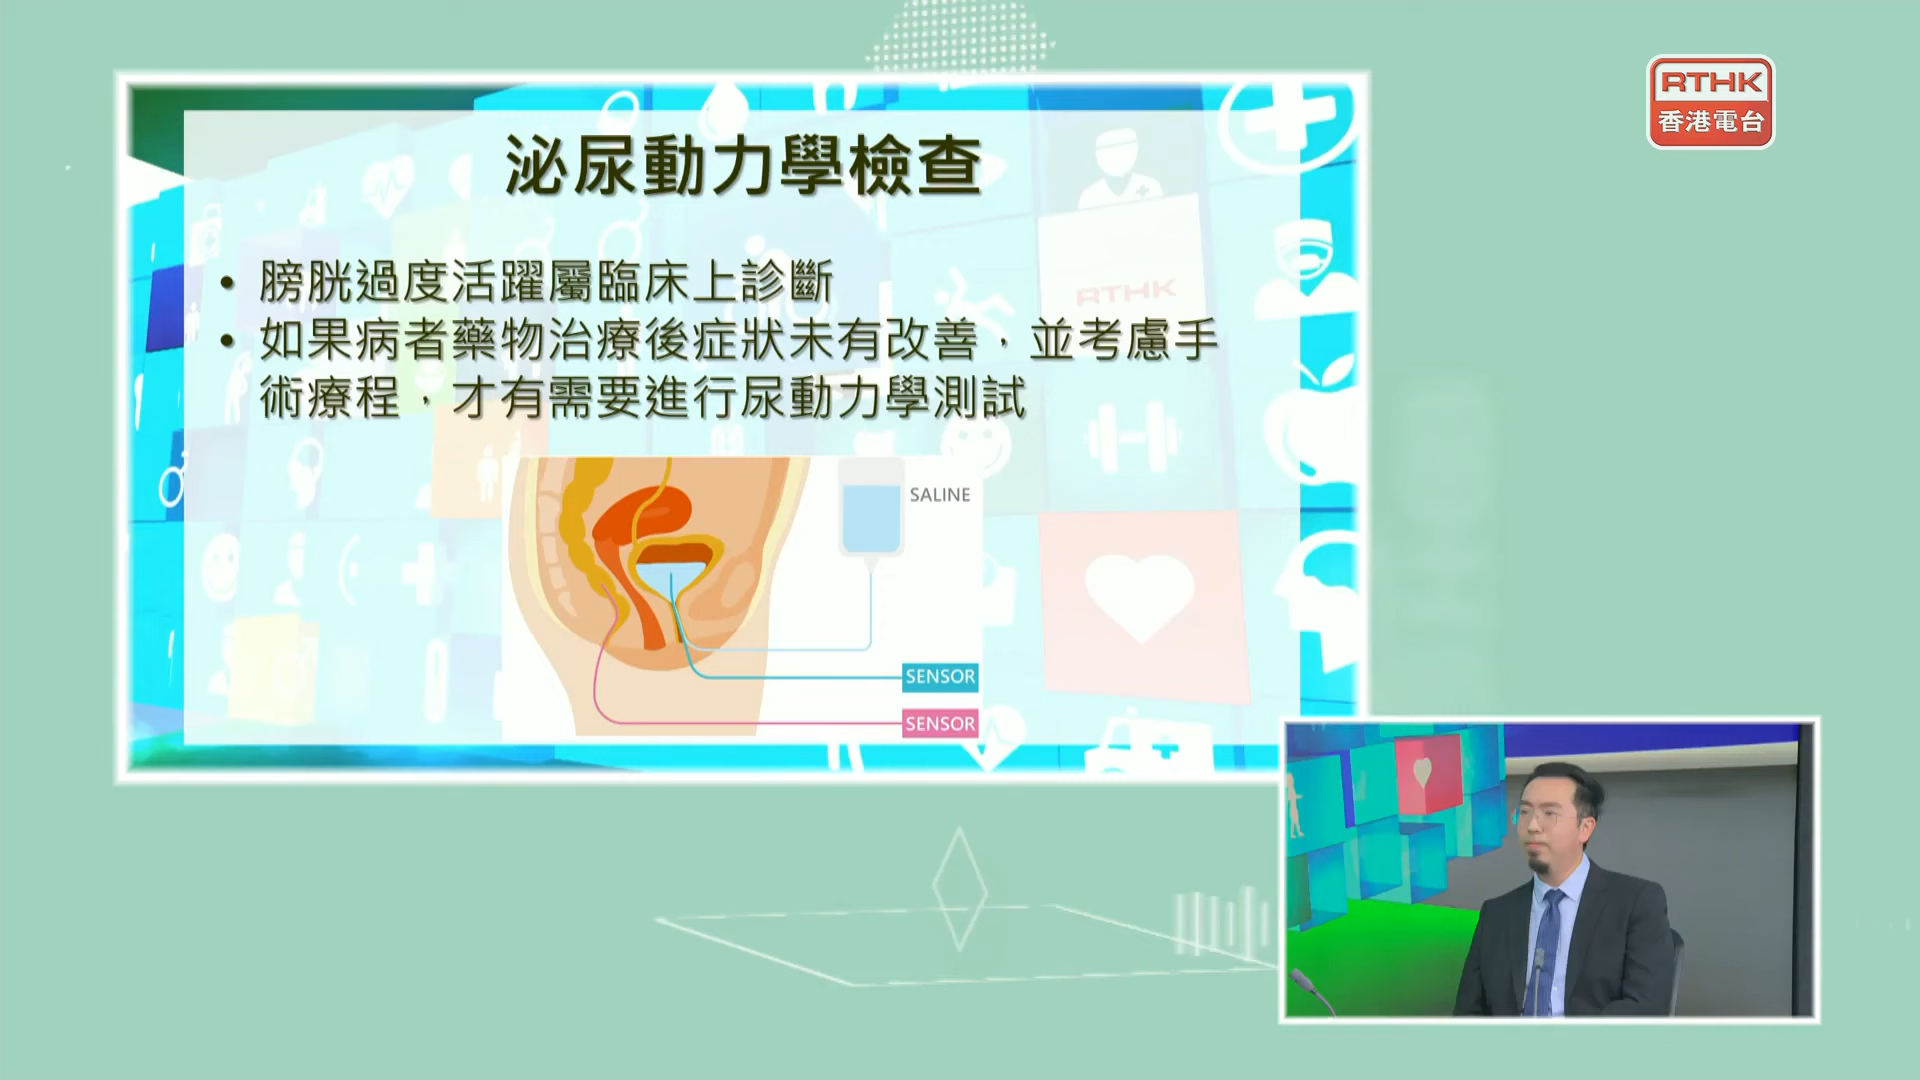 RTHK
香港電台
泌尿動力學檢查
• 膀胱過度活躍屬臨床上診斷
• 如果病者藥物治療後症狀未有改善，並考慮手
術療程，才有需要進行尿動力學測試
RTHK
SALINE
SENSOR
SENSOR